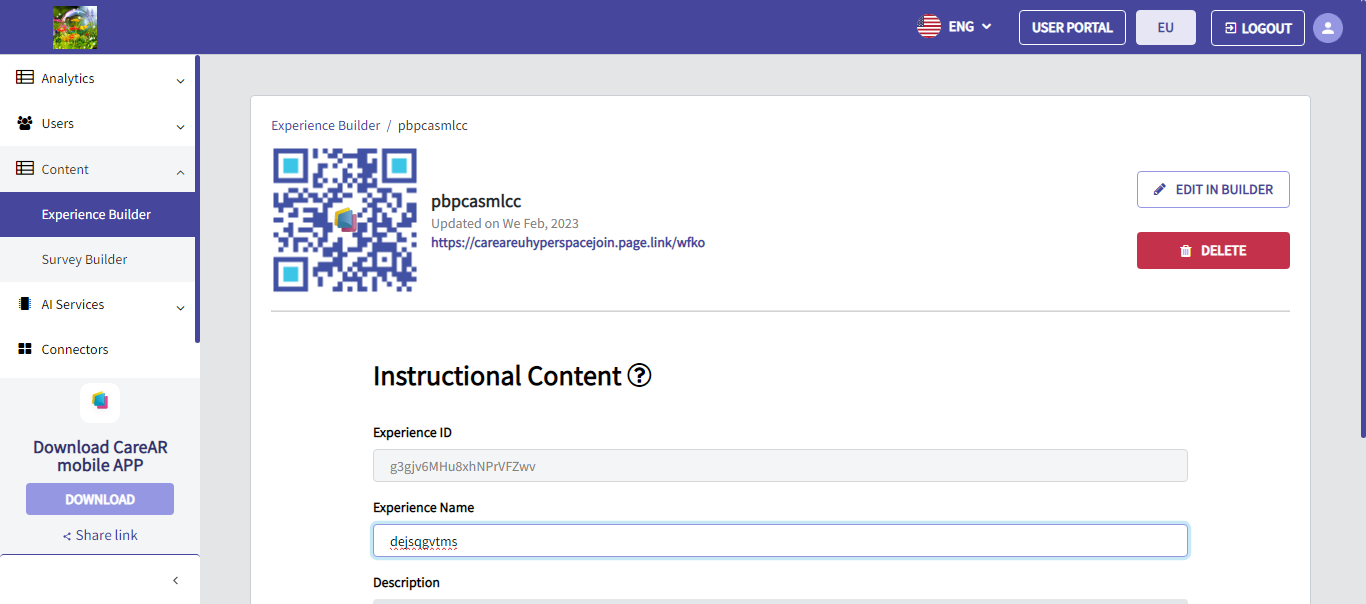 ENG
USER PORTAL
EU
LOGOUT
Analytics
Users
Content
Experience Builder
Survey Builder
AI Services
Connectors
Download CareAR
mobile APP
DOWNLOAD
Share link
Experience Builder / pbpcasmlcc
pbpcasmlcc
Updated on We Feb, 2023
https://careareuhyperspacejoin.page.link/wfko
EDIT IN BUILDER
DELETE
Instructional Content ?
Experience ID
g3gjv6MHu8xhNPrVFZwv
Experience Name
dejsqgvtms
Description